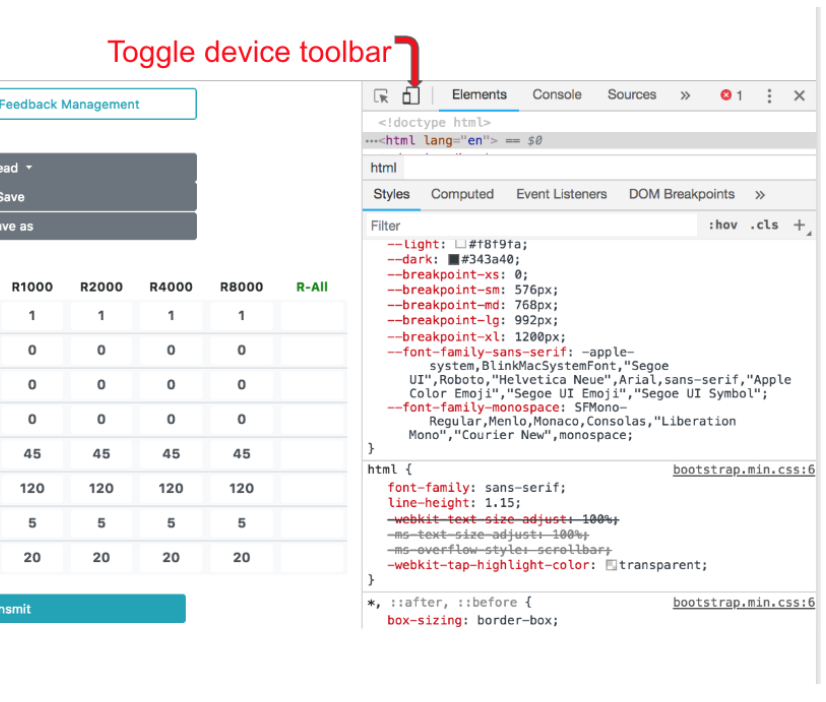 Toggle device toolbar
Feedback Management
ead
Save
ave as
R1000 R2000 R4000 R8000 R-All
1 1 1 1
0 0 0 0
0 0 0 0
0 0 0 0
45 45 45 45
120 120 120 120
5 5 5 5
20 20 20 20
nsmit
Elements Console Sources » 1
<!doctype html>
···<html lang="en"> == $0
html
Styles Computed Event Listeners DOM Breakpoints »
Filter :hov .cls +
--light: #f8f9fa;
--dark: #343a40;
--breakpoint-xs: 0;
--breakpoint-sm: 576px;
--breakpoint-md: 768px;
--breakpoint-lg: 992px;
--breakpoint-xl: 1200px;
--font-family-sans-serif: -apple-
system,BlinkMacSystemFont,"Segoe
UI",Roboto,"Helvetica Neue",Arial,sans-serif,"Apple
Color Emoji","Segoe UI Emoji","Segoe UI Symbol";
--font-family-monospace: SFMono-
Regular,Menlo,Monaco,Consolas,"Liberation
Mono","Courier New",monospace;
}
html { bootstrap.min.css:6
font-family: sans-serif;
line-height: 1.15;
-webkit-text-size-adjust: 100%;
-ms-text-size-adjust: 100%;
-ms-overflow-style: scrollbar;
-webkit-tap-highlight-color: transparent;
}
*, ::after, ::before { bootstrap.min.css:6
box-sizing: border-box;